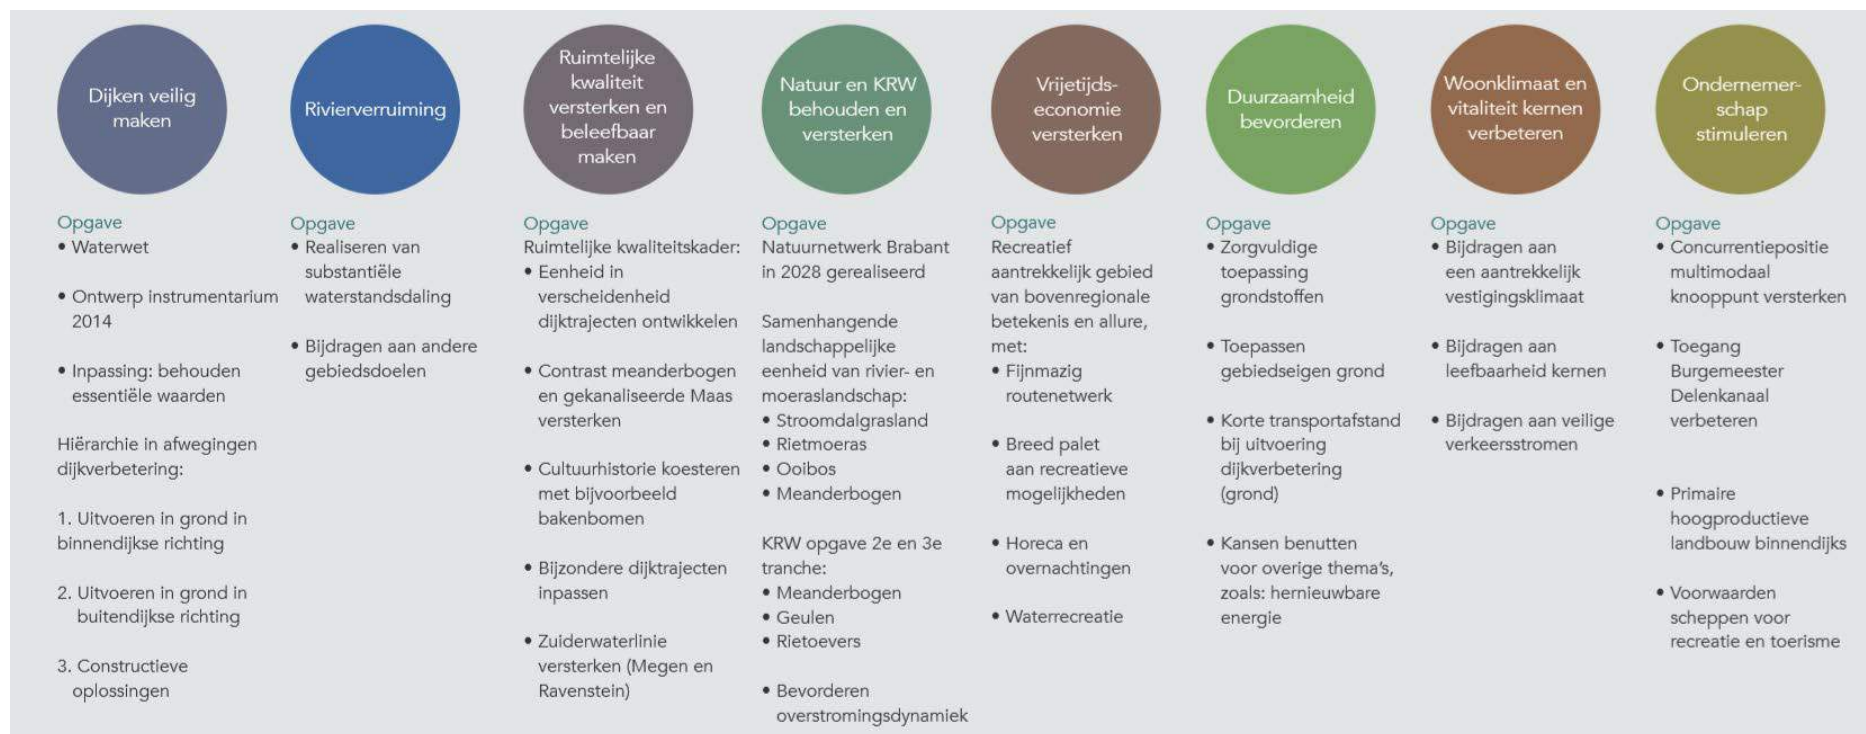 Dijken veilig
maken
Opgave
• Waterwet
• Ontwerp instrumentarium
2014
• Inpassing: behouden
essentiële waarden
Hiërarchie in afwegingen
dijkverbetering:
1. Uitvoeren in grond in
binnendijkse richting
2. Uitvoeren in grond in
buitendijkse richting
3. Constructieve
oplossingen
Rivierverruiming
Opgave
• Realiseren van
substantiële
waterstandsdaling
• Bijdragen aan andere
gebiedsdoelen
Ruimtelijke
kwaliteit
versterken en
beleefbaar
maken
Opgave
Ruimtelijke kwaliteitskader:
• Eenheid in
verscheidenheid
dijktrajecten ontwikkelen
• Contrast meanderbogen
en gekanaliseerde Maas
versterken
• Cultuurhistorie koesteren
met bijvoorbeeld
bakenbomen
• Bijzondere dijktrajecten
inpassen
• Zuiderwaterlinie
versterken (Megen en
Ravenstein)
Natuur en KRW
behouden en
versterken
Opgave
Natuurnetwerk Brabant
in 2028 gerealiseerd
Samenhangende
landschappelijke
eenheid van rivier- en
moeraslandschap:
• Stroomdalgrasland
• Rietmoeras
• Ooibos
• Meanderbogen
KRW opgave 2e en 3e
tranche:
• Meanderbogen
• Geulen
• Rietoevers
• Bevorderen
overstromingsdynamiek
Vrijetijds-
economie
versterken
Opgave
Recreatief
aantrekkelijk gebied
van bovenregionale
betekenis en allure,
met:
• Fijnmazig
routenetwerk
• Breed palet
aan recreatieve
mogelijkheden
• Horeca en
overnachtingen
• Waterrecreatie
Duurzaamheid
bevorderen
Opgave
• Zorgvuldige
toepassing
grondstoffen
• Toepassen
gebiedseigen grond
• Korte transportafstand
bij uitvoering
dijkverbetering
(grond)
• Kansen benutten
voor overige thema's,
zoals: hernieuwbare
energie
Woonklimaat en
vitaliteit kernen
verbeteren
Opgave
• Bijdragen aan
een aantrekkelijk
vestigingsklimaat
• Bijdragen aan
leefbaarheid kernen
• Bijdragen aan veilige
verkeersstromen
Ondernemer-
schap
stimuleren
Opgave
• Concurrentiepositie
multimodaal
knooppunt versterken
• Toegang
Burgemeester
Delenkanaal
verbeteren
• Primaire
hoogproductieve
landbouw binnendijks
• Voorwaarden
scheppen voor
recreatie en toerisme